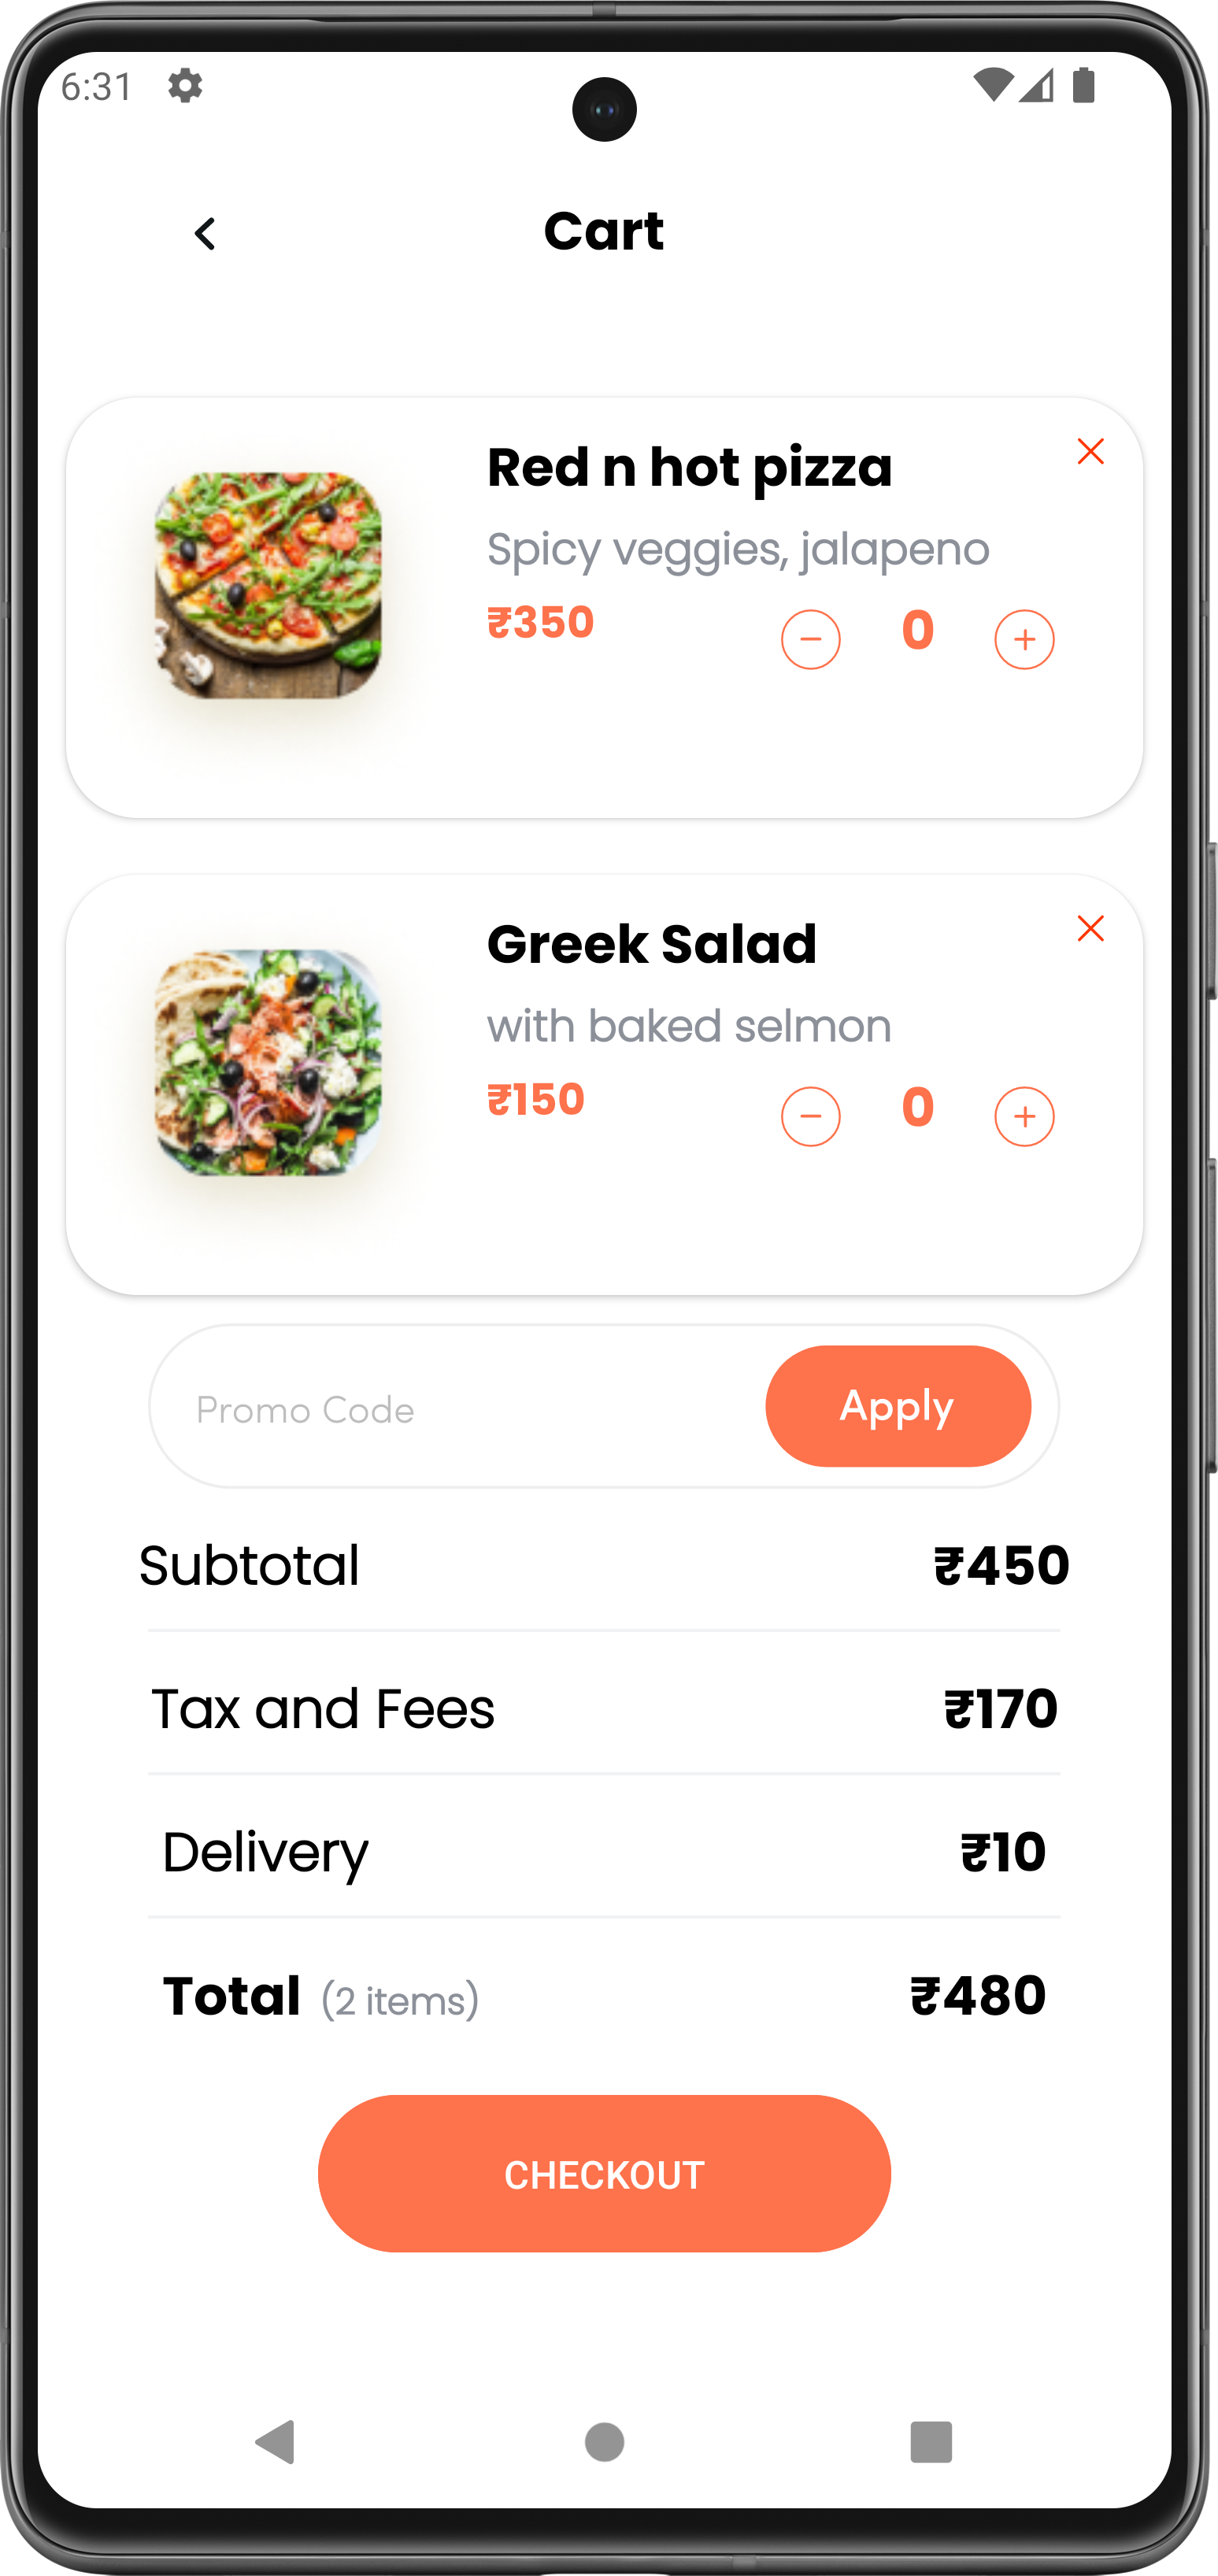 6:31
Cart
Red n hot pizza
Spicy veggies, jalapeno
₹350
0
Greek Salad
with baked selmon
₹150
0
Promo Code
Apply
Subtotal
₹450
Tax and Fees
₹170
Delivery
₹10
Total (2 items)
₹480
CHECKOUT